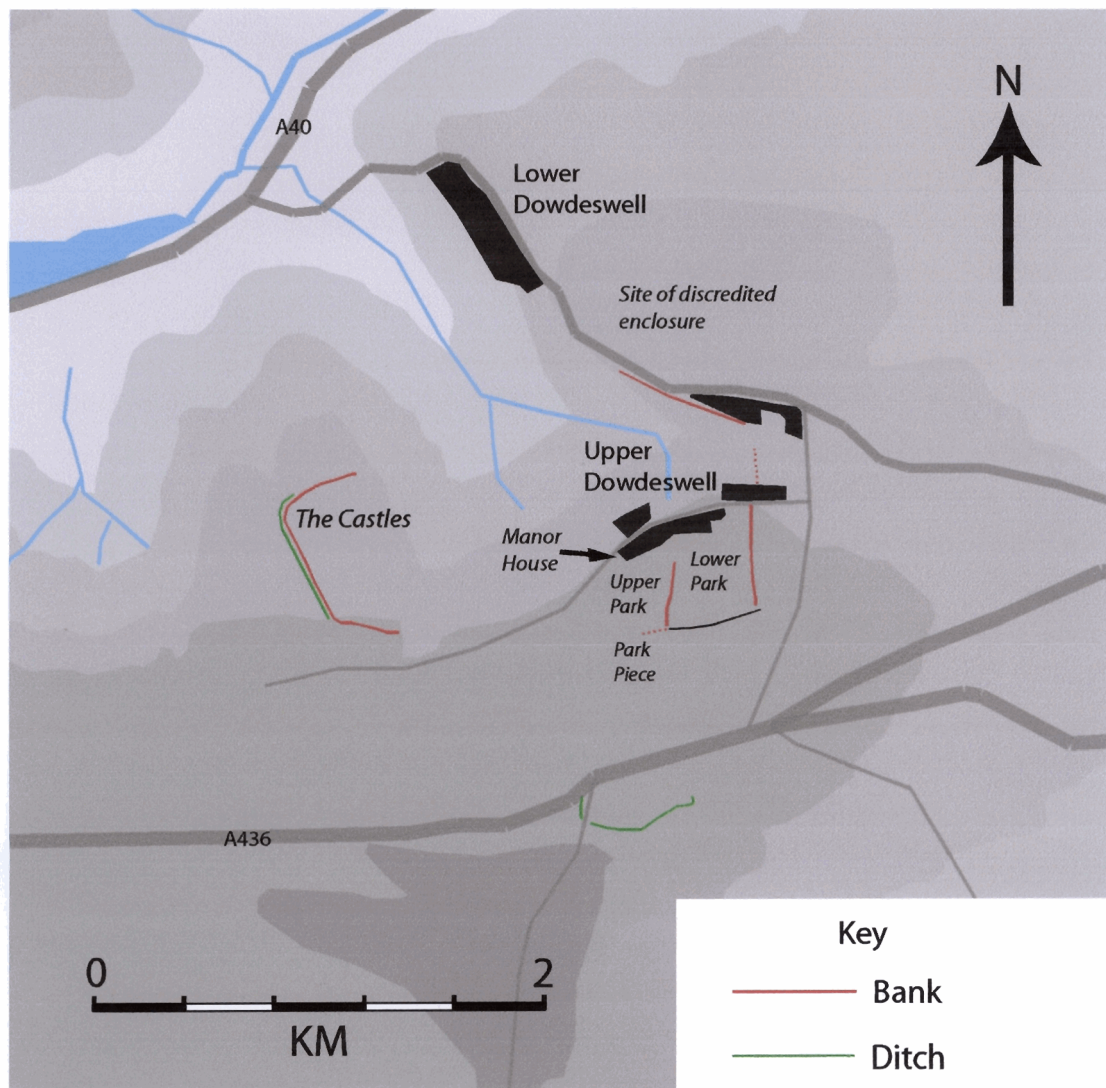 N
A40
Lower
Dowdeswell
Site of discredited
enclosure
Upper
Dowdeswell
The Castles
Manor
House
Lower
Park
Upper
Park
Park
Piece
A436
0 2
KM
Key
Bank
Ditch